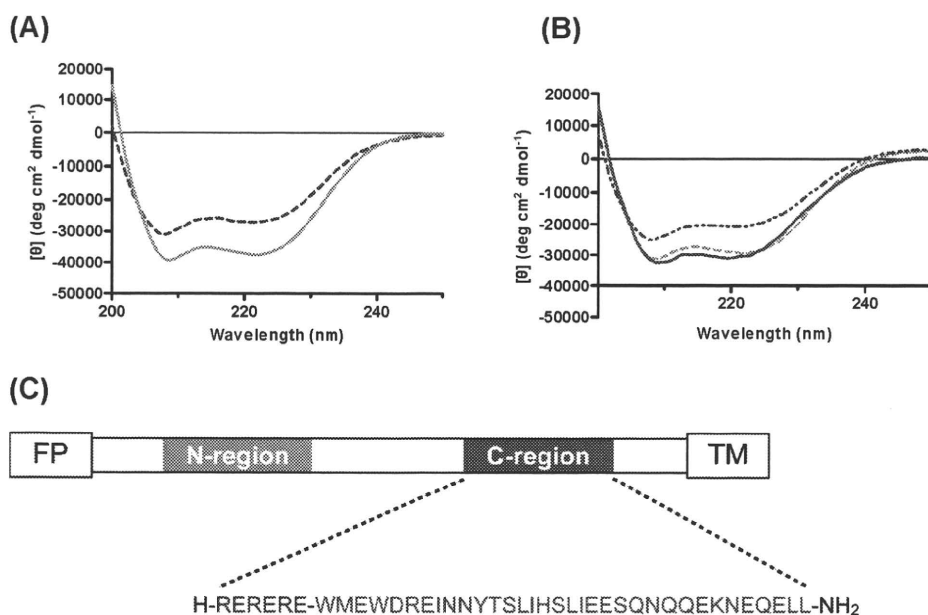 (A)
(B)
20000
10000
0
-10000
-20000
-30000
-40000
-50000
200
220
240
[θ] (deg cm² dmol⁻¹)
Wavelength (nm)
20000
10000
0
-10000
-20000
-30000
-40000
-50000
200
220
240
[θ] (deg cm² dmol⁻¹)
Wavelength (nm)
(C)
FP N-region C-region TM
H-RERERE-WMEWDREINNYTSLIHSLIEESQNQQEKNEQELL-NH₂